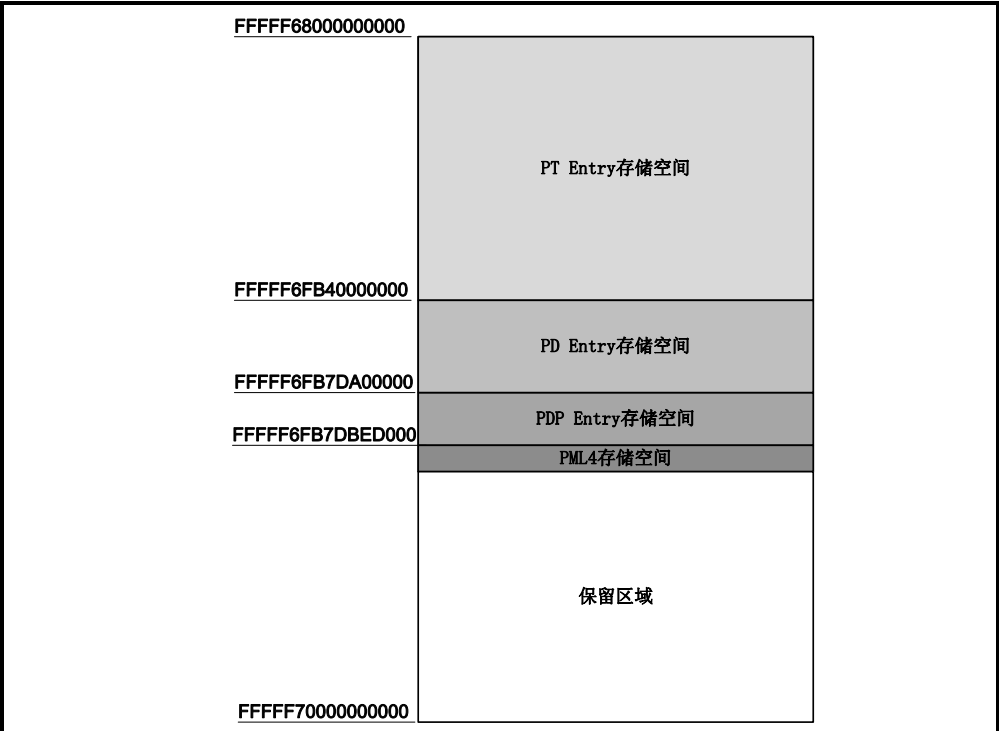 FFFFF68000000000
PT Entry存储空间
FFFFF6FB40000000
PD Entry存储空间
FFFFF6FB7DA00000
PDP Entry存储空间
FFFFF6FB7DBED000
PML4存储空间
保留区域
FFFFF70000000000